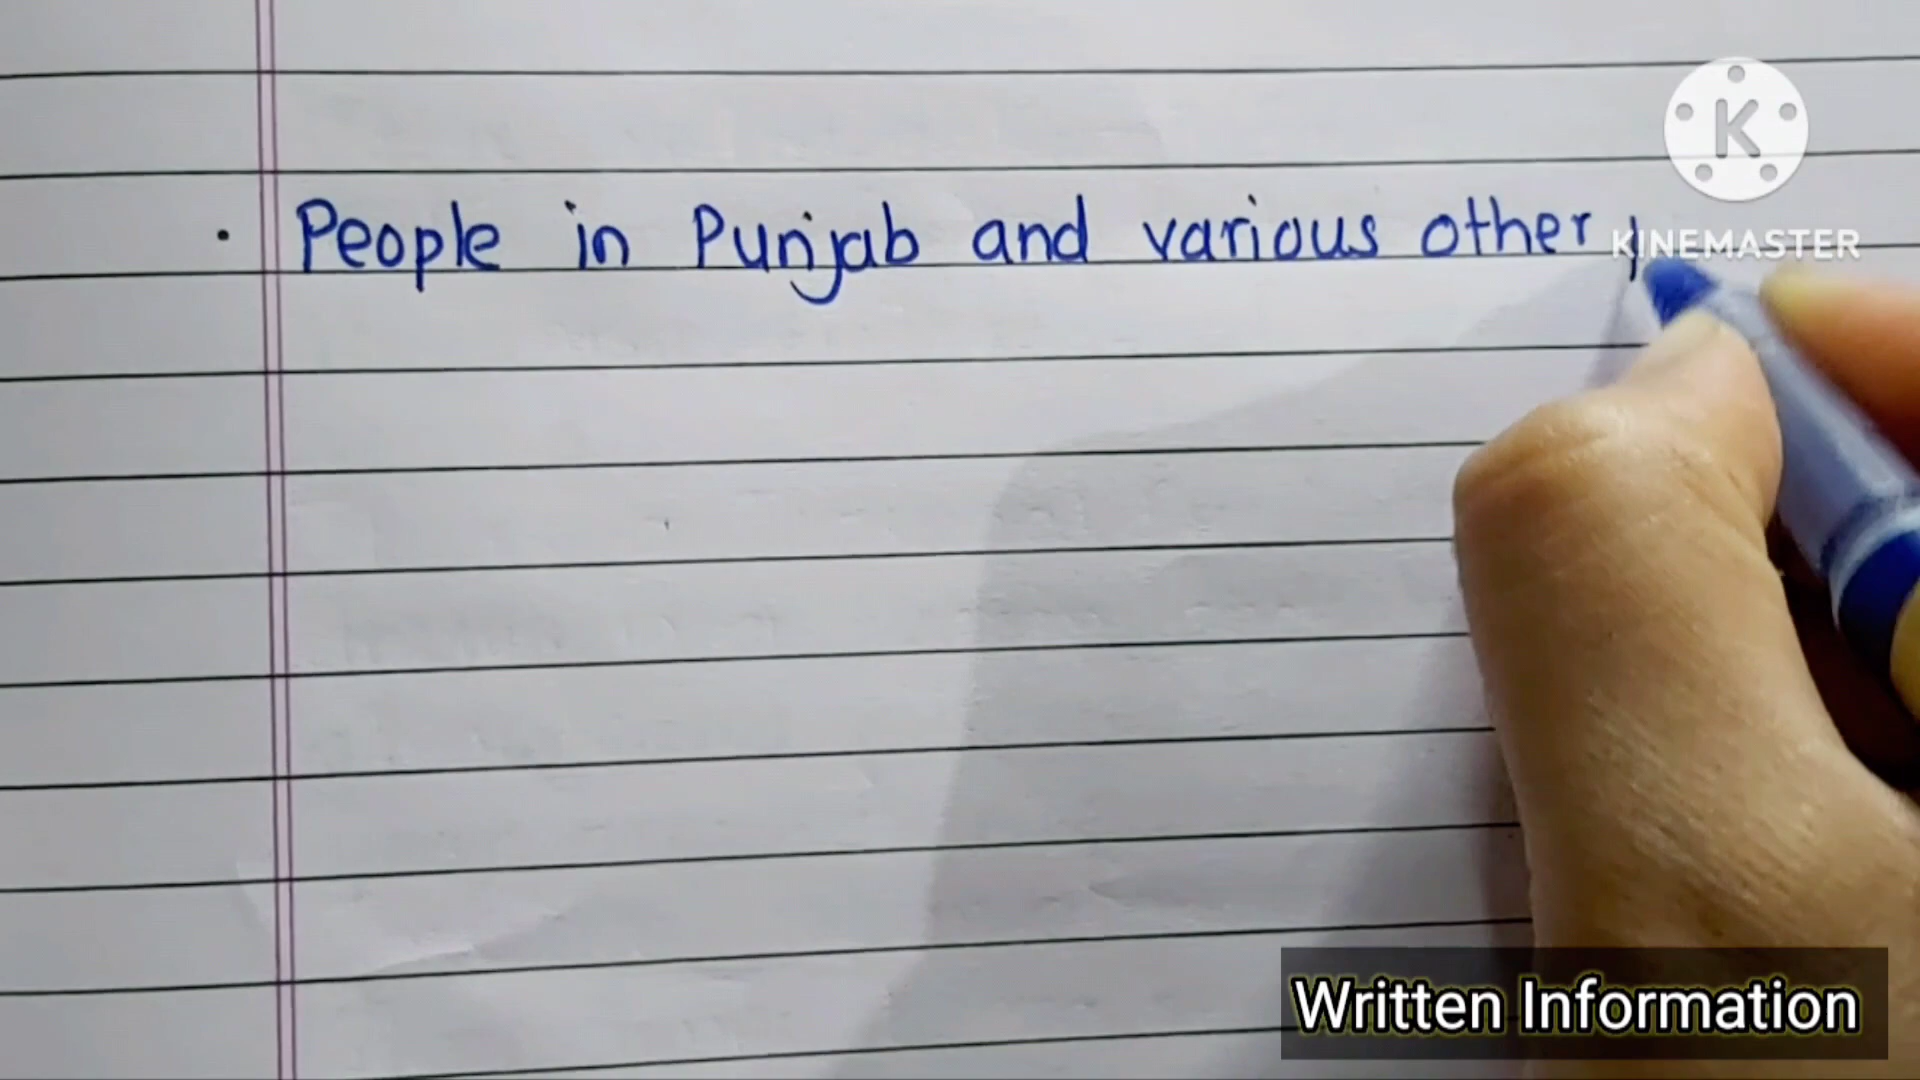 KINEMASTER
· People in Punjab and various other
Written Information